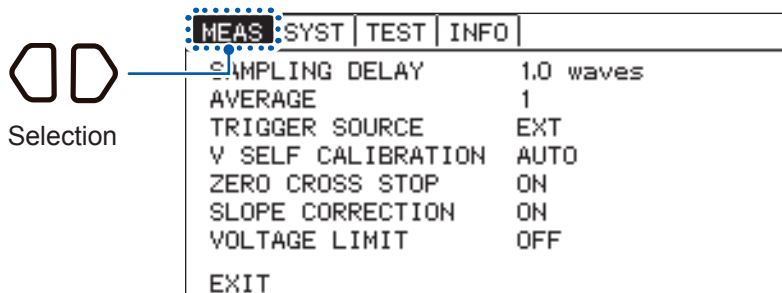 MEAS SYST TEST INFO
Selection
SAMPLING DELAY 1.0 waves
AVERAGE 1
TRIGGER SOURCE EXT
V SELF CALIBRATION AUTO
ZERO CROSS STOP ON
SLOPE CORRECTION ON
VOLTAGE LIMIT OFF
EXIT